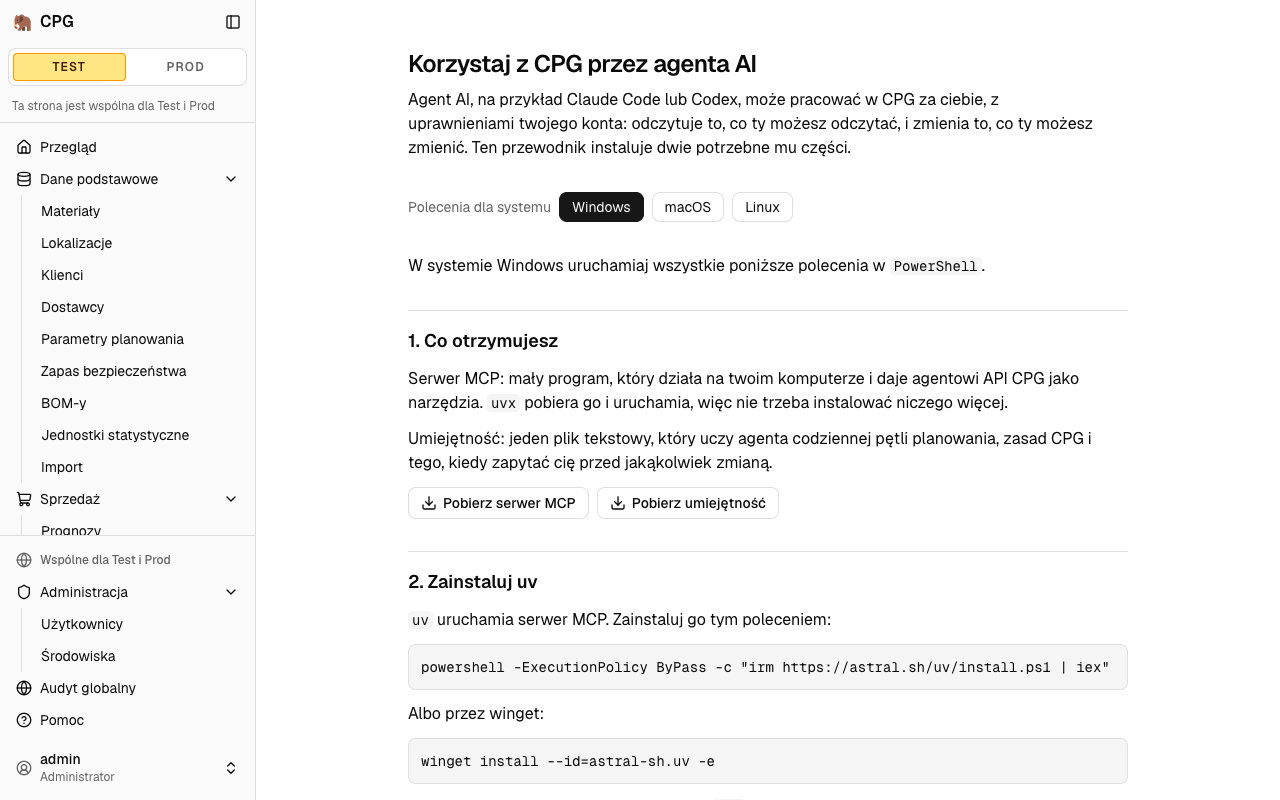 CPG
TEST
PROD
Ta strona jest wspólna dla Test i Prod
Przegląd
Dane podstawowe
Materiały
Lokalizacje
Klienci
Dostawcy
Parametry planowania
Zapas bezpieczeństwa
BOM-y
Jednostki statystyczne
Import
Sprzedaż
Prognozy
Wspólne dla Test i Prod
Administracja
Użytkownicy
Środowiska
Audyt globalny
Pomoc
admin
Administrator
Korzystaj z CPG przez agenta AI
Agent AI, na przykład Claude Code lub Codex, może pracować w CPG za ciebie, z
uprawnieniami twojego konta: odczytuje to, co ty możesz odczytać, i zmienia to, co ty możesz
zmienić. Ten przewodnik instaluje dwie potrzebne mu części.
Polecenia dla systemu Windows macOS Linux
W systemie Windows uruchamiaj wszystkie poniższe polecenia w PowerShell.
1. Co otrzymujesz
Serwer MCP: mały program, który działa na twoim komputerze i daje agentowi API CPG jako
narzędzia. uvx pobiera go i uruchamia, więc nie trzeba instalować niczego więcej.
Umiejętność: jeden plik tekstowy, który uczy agenta codziennej pętli planowania, zasad CPG i
tego, kiedy zapytać cię przed jakąkolwiek zmianą.
Pobierz serwer MCP Pobierz umiejętność
2. Zainstaluj uv
uv uruchamia serwer MCP. Zainstaluj go tym poleceniem:
powershell -ExecutionPolicy ByPass -c "irm https://astral.sh/uv/install.ps1 | iex"
Albo przez winget:
winget install --id=astral-sh.uv -e